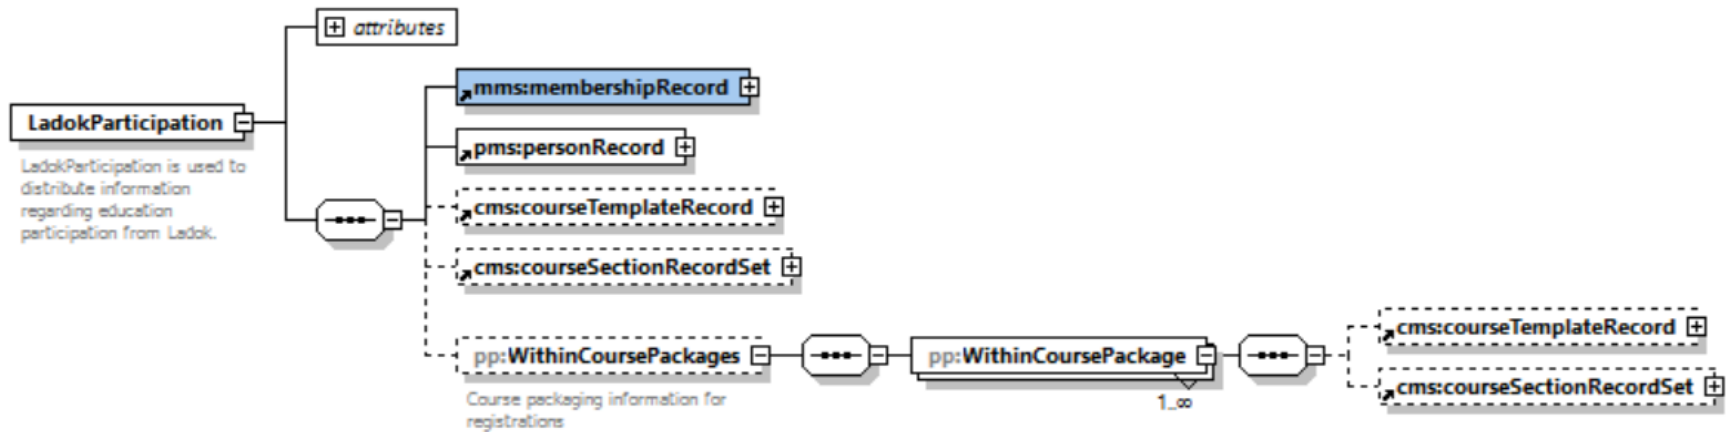 attributes
mms:membershipRecord
LadokParticipation
pms:personRecord
LadokParticipation is used to
distribute information
regarding education
participation from Ladok.
cms:courseTemplateRecord
cms:courseSectionRecordSet
pp:WithinCoursePackages
pp:WithinCoursePackage
cms:courseTemplateRecord
cms:courseSectionRecordSet
Course packaging information for
registrations
1..∞